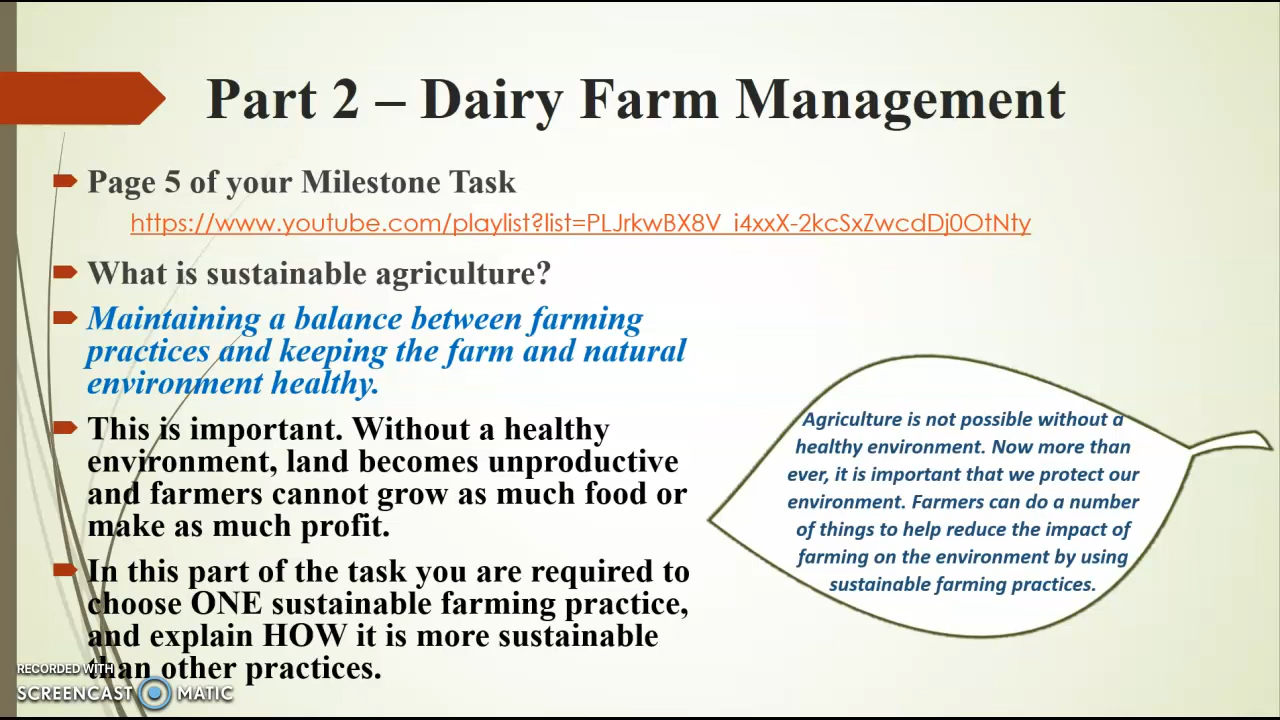 Part 2 – Dairy Farm Management
Page 5 of your Milestone Task
https://www.youtube.com/playlist?list=PLJrkwBX8V_i4xxX-2kcSxZwcdDj0OtNty
What is sustainable agriculture?
Maintaining a balance between farming
practices and keeping the farm and natural
environment healthy.
This is important. Without a healthy
environment, land becomes unproductive
and farmers cannot grow as much food or
make as much profit.
In this part of the task you are required to
choose ONE sustainable farming practice,
and explain HOW it is more sustainable
than other practices.
Agriculture is not possible without a
healthy environment. Now more than
ever, it is important that we protect our
environment. Farmers can do a number
of things to help reduce the impact of
farming on the environment by using
sustainable farming practices.
RECORDED WITH
SCREENCAST MATIC